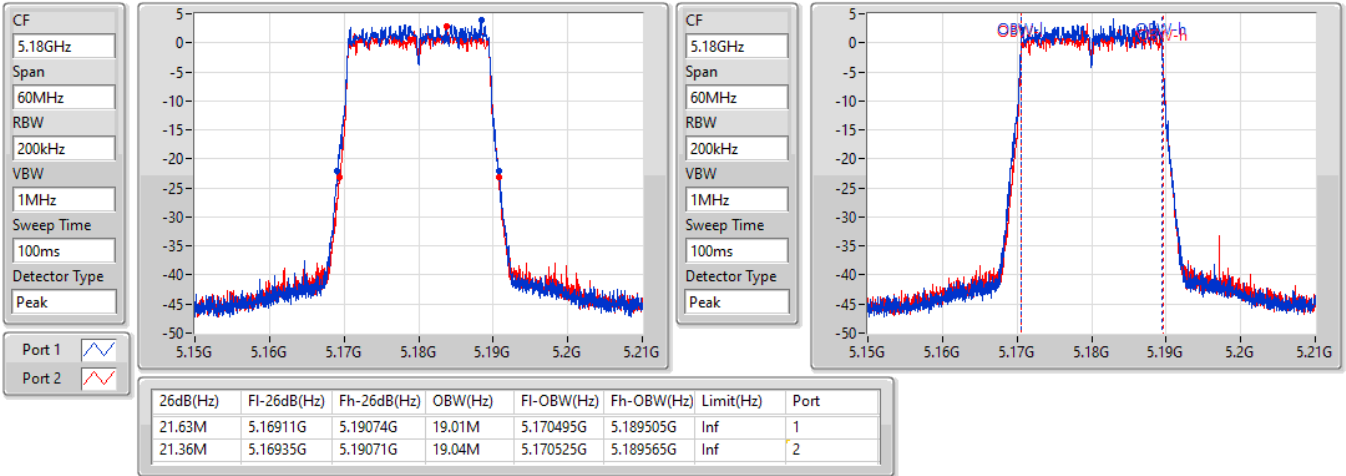 CF
5.18GHz
Span
60MHz
RBW
200kHz
VBW
1MHz
Sweep Time
100ms
Detector Type
Peak
5
0
-5
-10
-15
-20
-25
-30
-35
-40
-45
-50
5.15G 5.16G 5.17G 5.18G 5.19G 5.2G 5.21G
CF
5.18GHz
Span
60MHz
RBW
200kHz
VBW
1MHz
Sweep Time
100ms
Detector Type
Peak
5
0
-5
-10
-15
-20
-25
-30
-35
-40
-45
-50
5.15G 5.16G 5.17G 5.18G 5.19G 5.2G 5.21G
Port 1
Port 2
26dB(Hz) Fl-26dB(Hz) Fh-26dB(Hz) OBW(Hz) Fl-OBW(Hz) Fh-OBW(Hz) Limit(Hz) Port
21.63M 5.16911G 5.19074G 19.01M 5.170495G 5.189505G Inf 1
21.36M 5.16935G 5.19071G 19.04M 5.170525G 5.189565G Inf 2